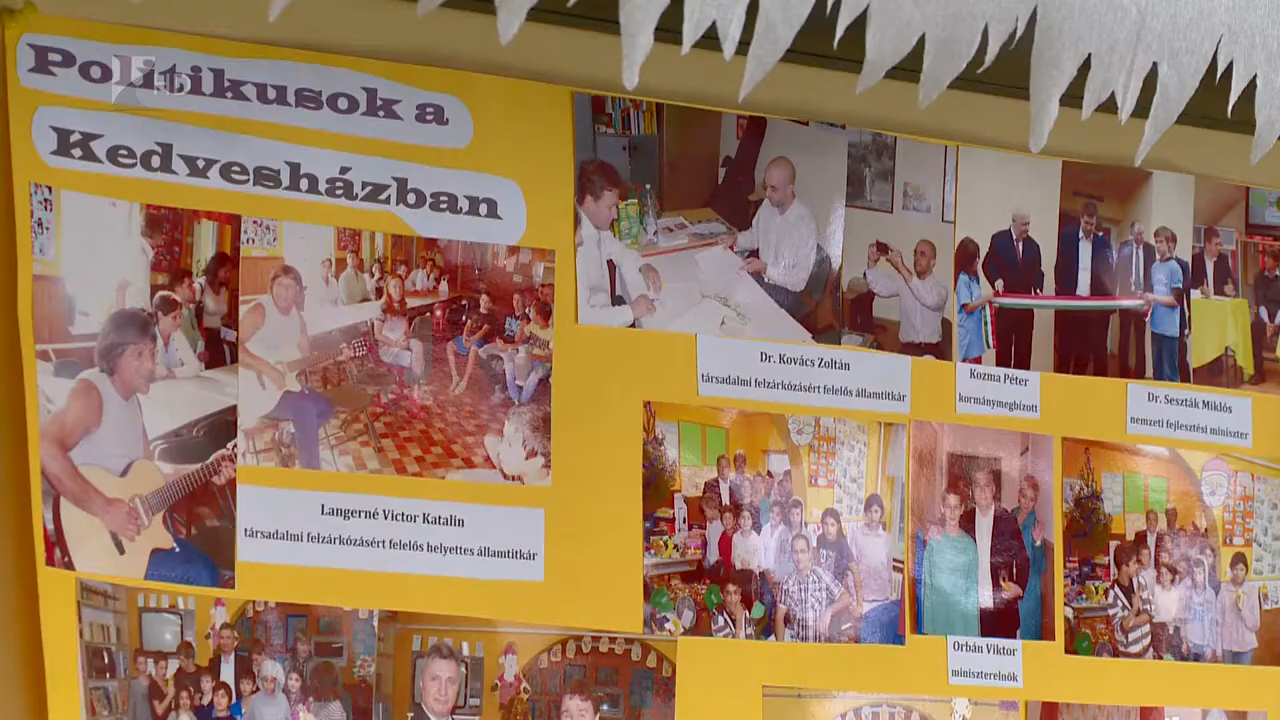 Politikusok a
Kedvesházban
Langerné Victor Katalin
társadalmi felzárkózásért felelős helyettes államtitkár
Dr. Kovács Zoltán
társadalmi felzárkózásért felelős államtitkár
Kozma Péter
kormánymegbízott
Dr. Seszták Miklós
nemzeti fejlesztési miniszter
Orbán Viktor
miniszterelnök